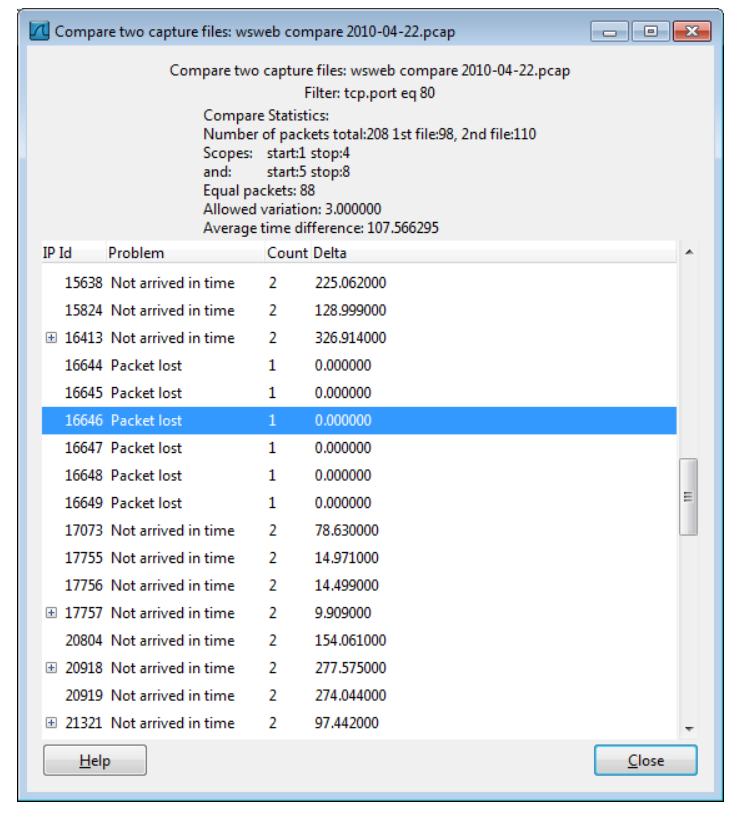 Compare two capture files: wsweb compare 2010-04-22.pcap
Compare two capture files: wsweb compare 2010-04-22.pcap
Filter: tcp.port eq 80
Compare Statistics:
Number of packets total:208 1st file:98, 2nd file:110
Scopes: start:1 stop:4
and: start:5 stop:8
Equal packets: 88
Allowed variation: 3.000000
Average time difference: 107.566295
IP Id Problem Count Delta
15638 Not arrived in time 2 225.062000
15824 Not arrived in time 2 128.999000
16413 Not arrived in time 2 326.914000
16644 Packet lost 1 0.000000
16645 Packet lost 1 0.000000
16646 Packet lost 1 0.000000
16647 Packet lost 1 0.000000
16648 Packet lost 1 0.000000
16649 Packet lost 1 0.000000
17073 Not arrived in time 2 78.630000
17755 Not arrived in time 2 14.971000
17756 Not arrived in time 2 14.499000
17757 Not arrived in time 2 9.909000
20804 Not arrived in time 2 154.061000
20918 Not arrived in time 2 277.575000
20919 Not arrived in time 2 274.044000
21321 Not arrived in time 2 97.442000
Help Close